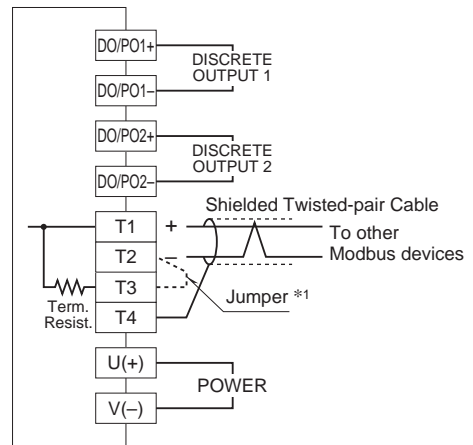 DO/PO1+
DO/PO1–
DISCRETE
OUTPUT 1
DO/PO2+
DO/PO2–
DISCRETE
OUTPUT 2
Shielded Twisted-pair Cable
T1
+
To other
Modbus devices
T2
–
T3
Term.
Resist.
Jumper *1
T4
U(+)
V(–)
POWER